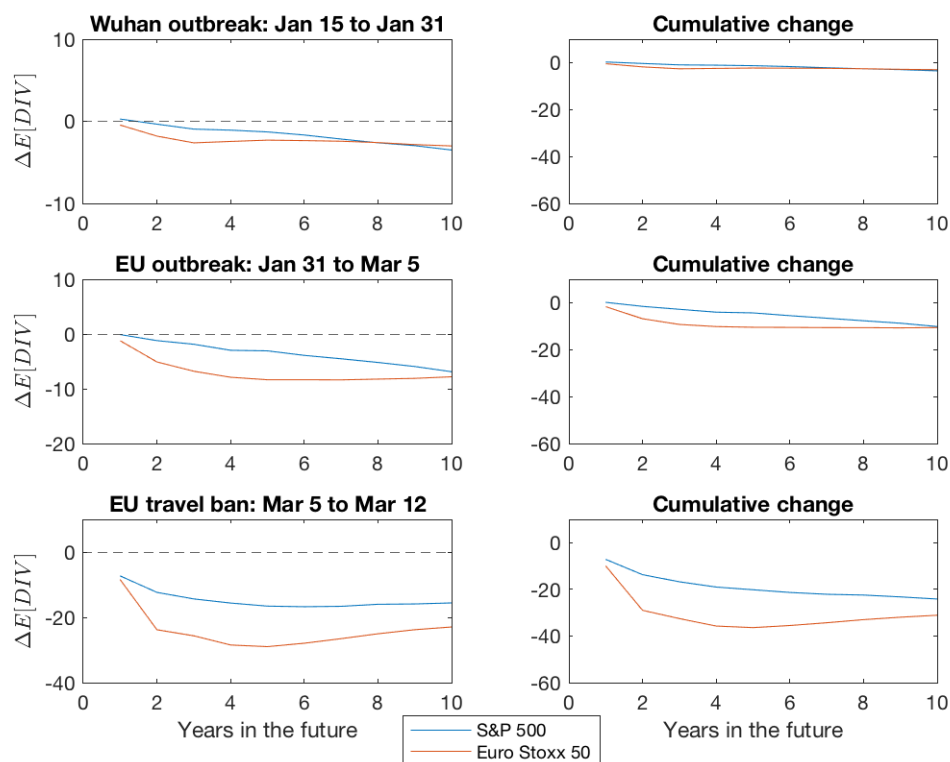 Wuhan outbreak: Jan 15 to Jan 31
Cumulative change
10
0
-10
ΔE[DIV]
0 2 4 6 8 10
0
-20
-40
-60
0 2 4 6 8 10
EU outbreak: Jan 31 to Mar 5
Cumulative change
10
0
-10
-20
ΔE[DIV]
0 2 4 6 8 10
0
-20
-40
-60
0 2 4 6 8 10
EU travel ban: Mar 5 to Mar 12
Cumulative change
0
-20
-40
ΔE[DIV]
0 2 4 6 8 10
0
-20
-40
-60
0 2 4 6 8 10
Years in the future
Years in the future
S&P 500
Euro Stoxx 50